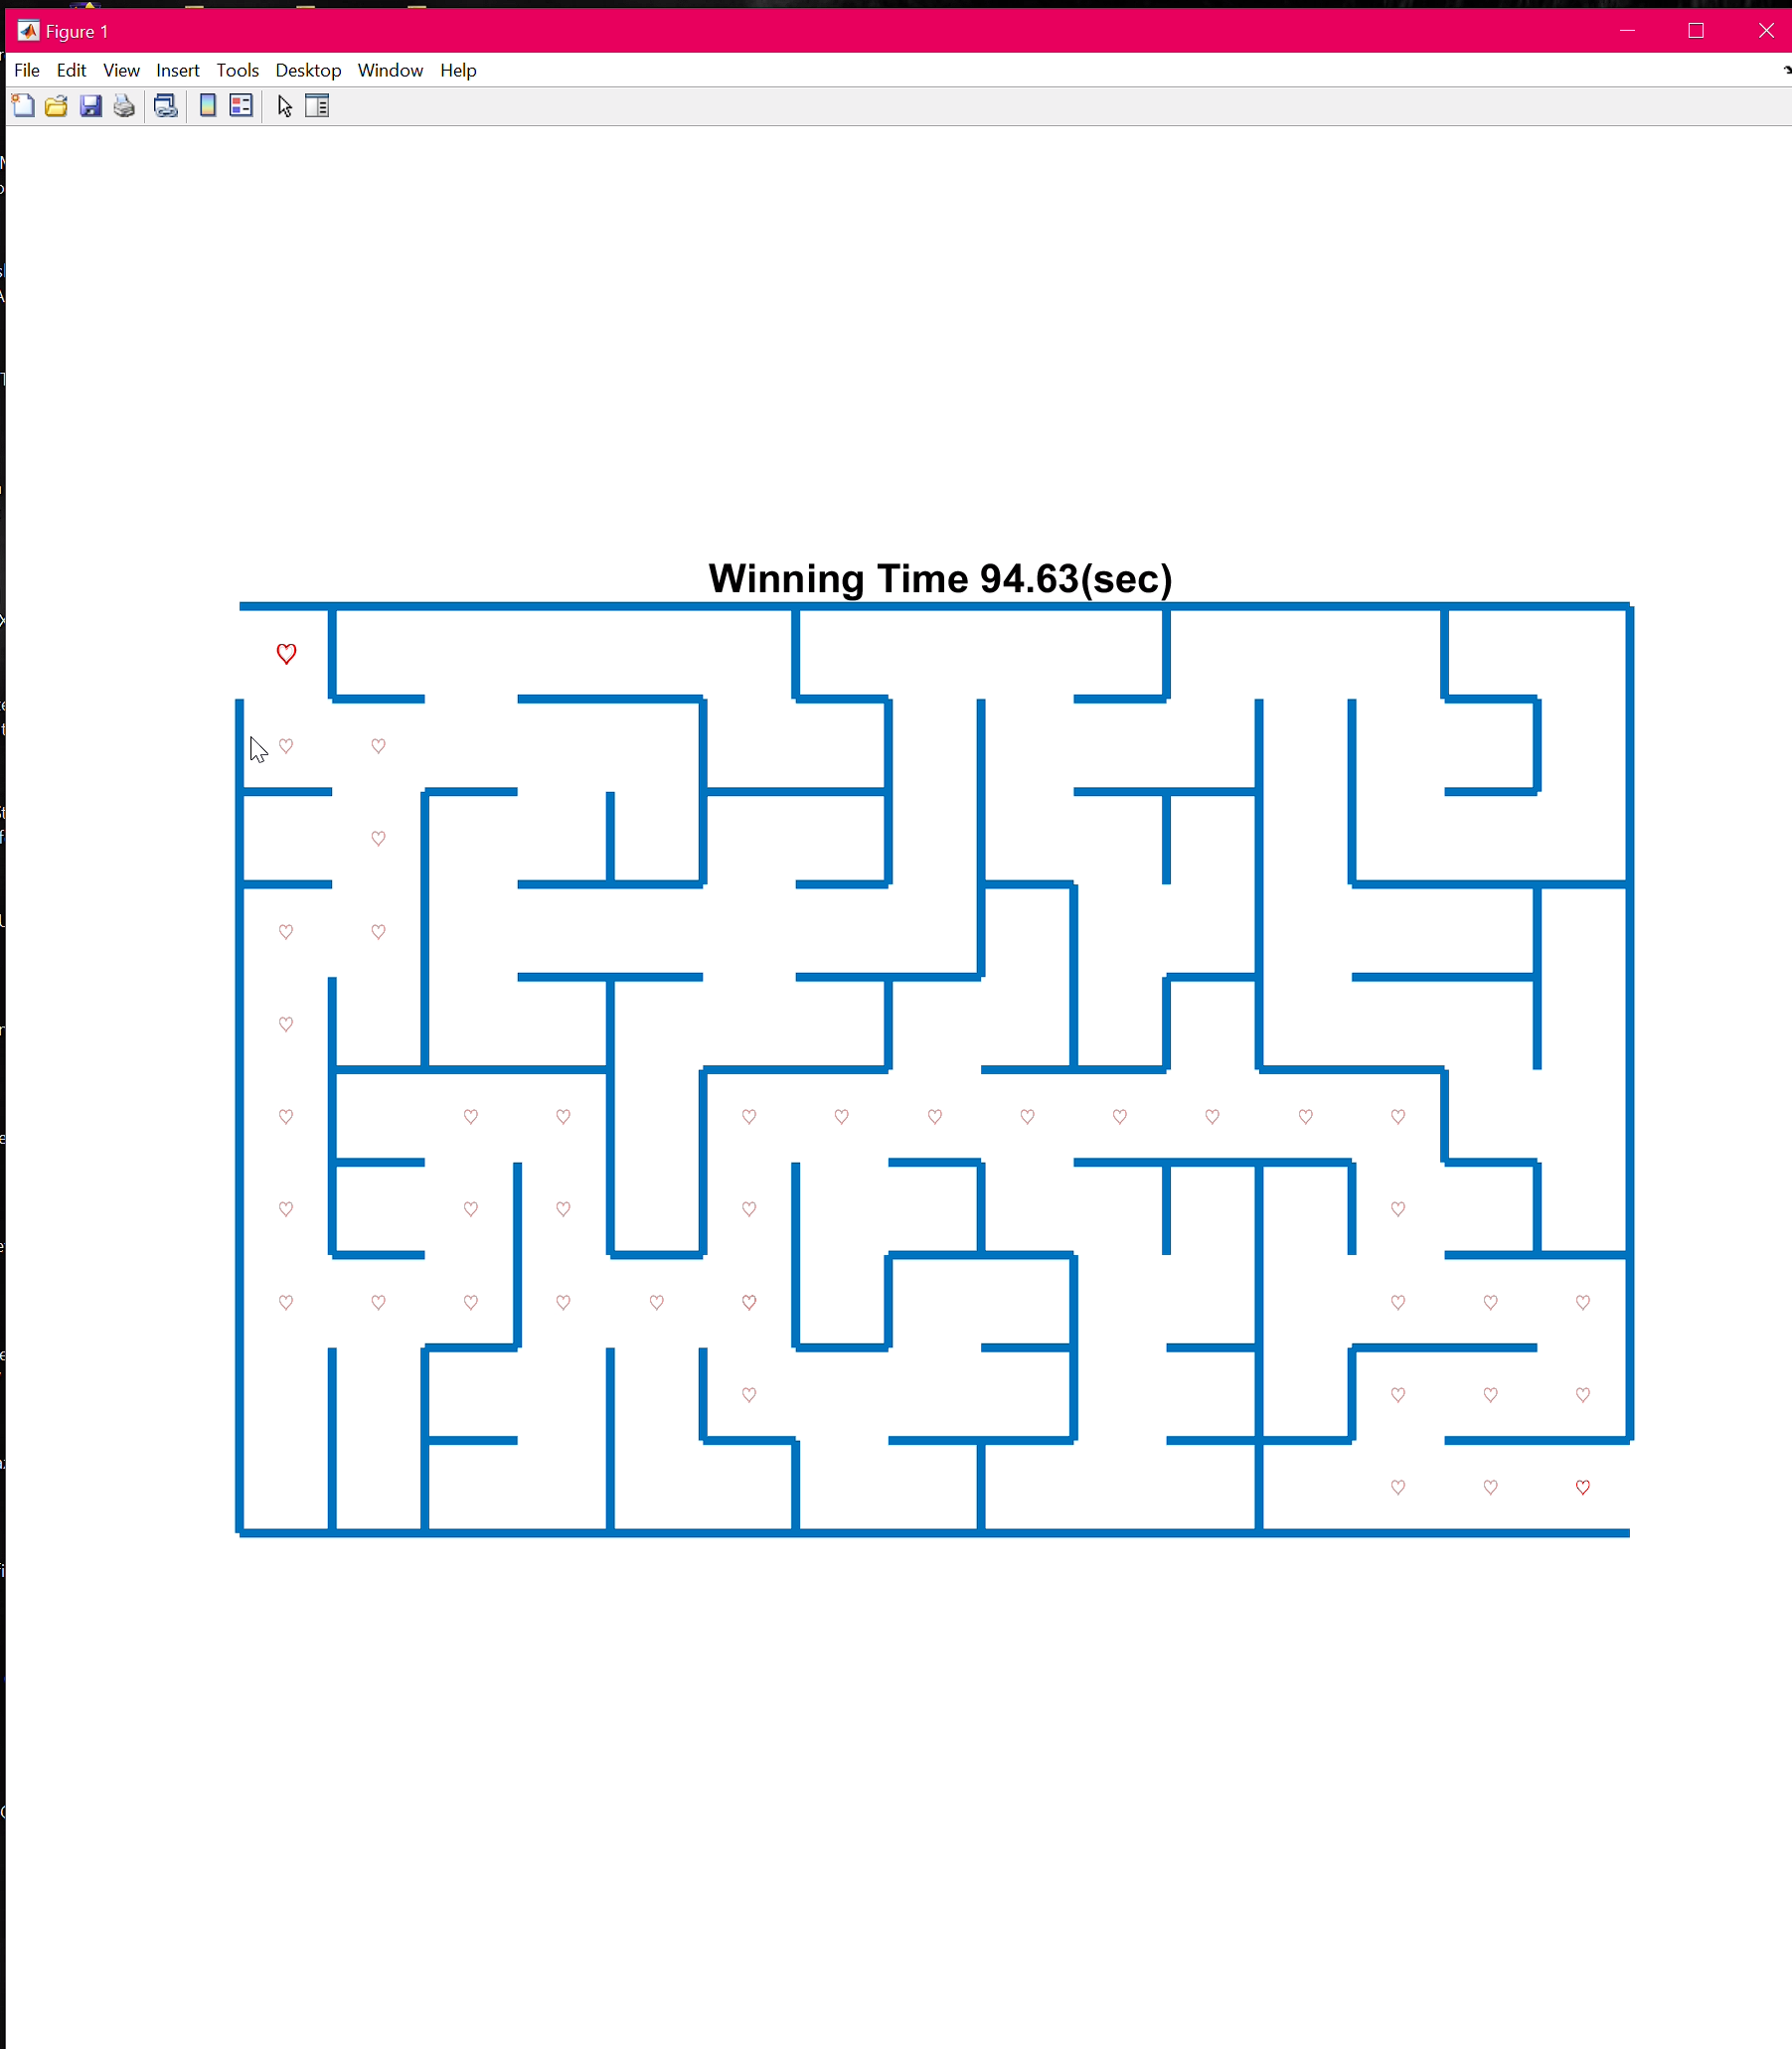 Figure 1
File Edit View Insert Tools Desktop Window Help
Winning Time 94.63(sec)